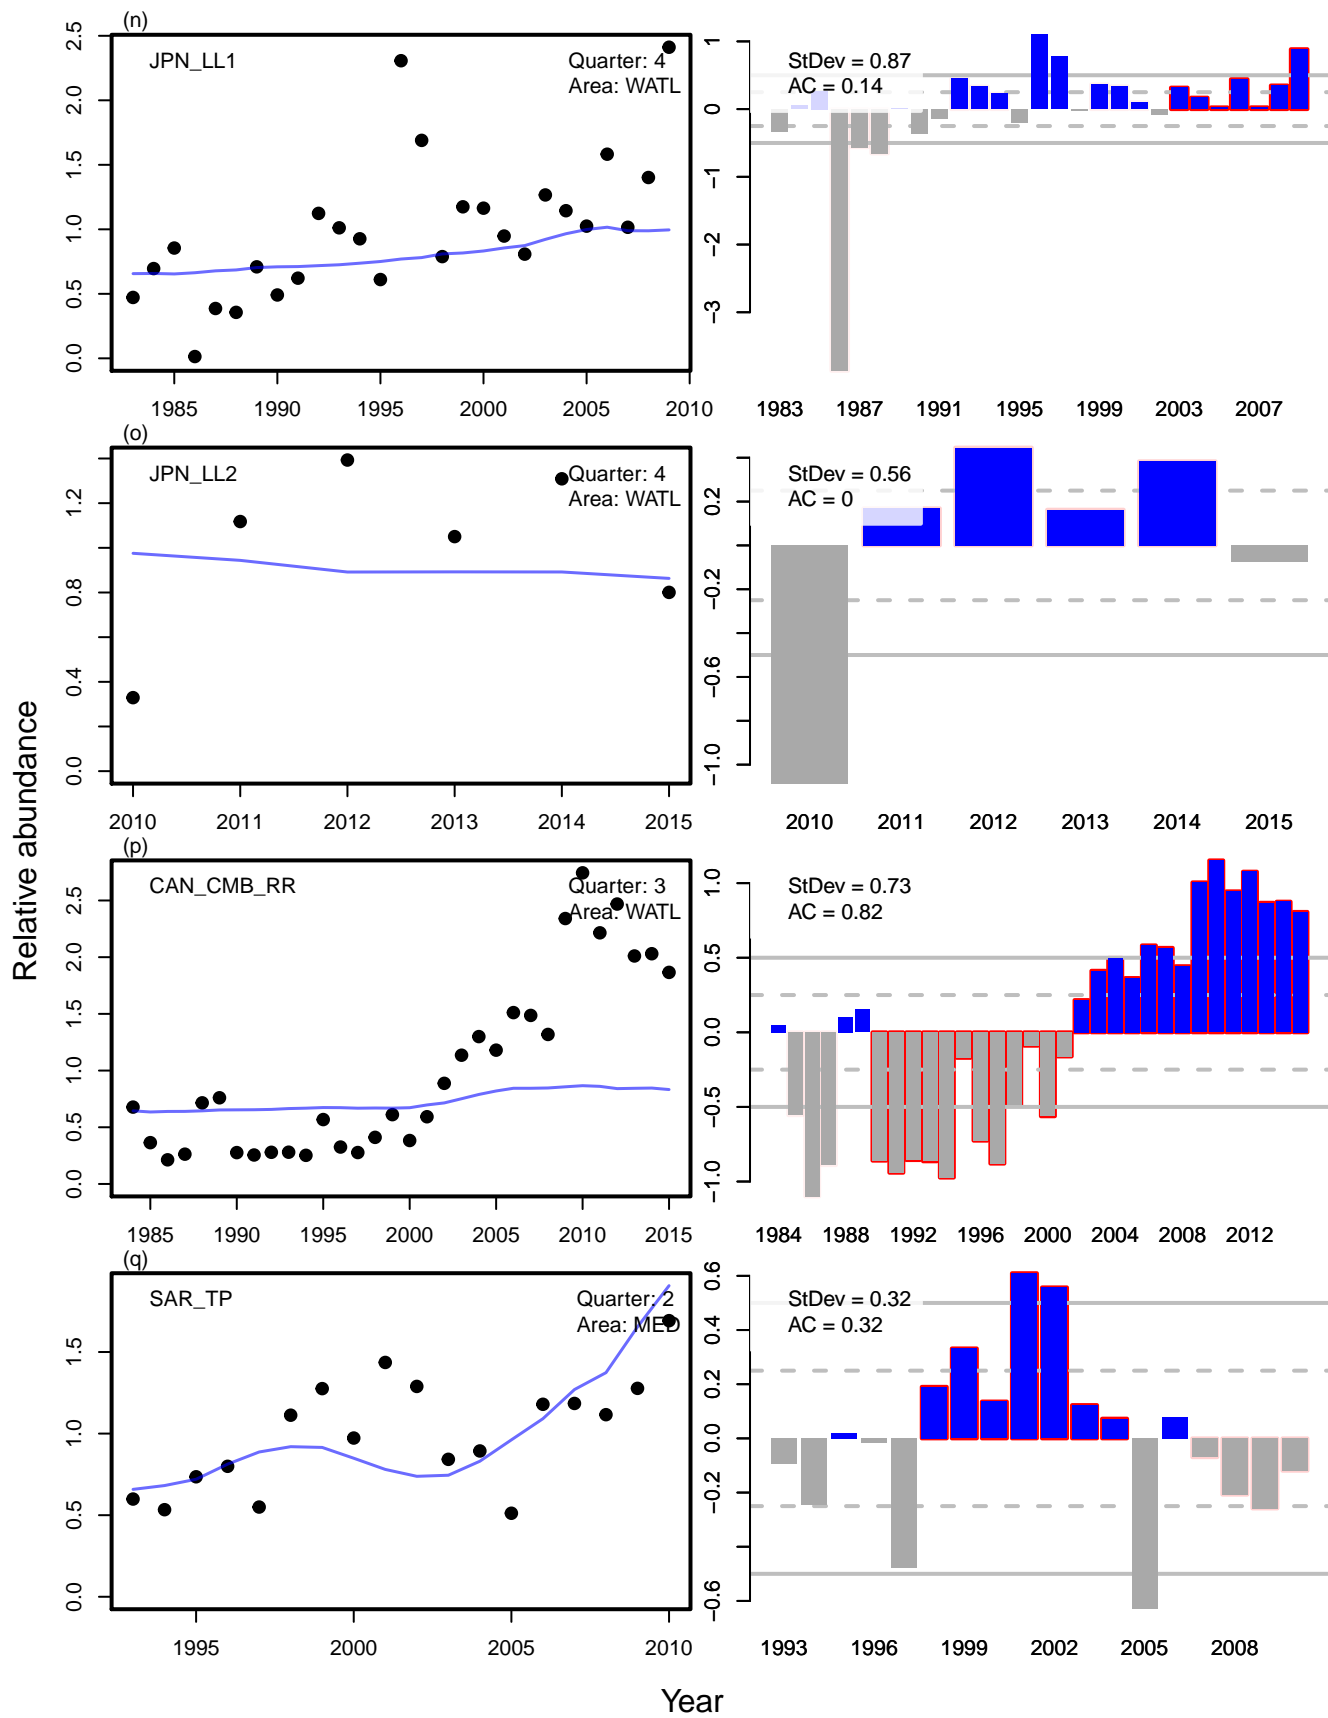 (n)
JPN_LL1
Quarter: 4
Area: WATL
2.5
2.0
1.5
1.0
0.5
0.0
1985 1990 1995 2000 2005 2010
StDev = 0.87
AC = 0.14
1
0
−1
−2
−3
1983 1987 1991 1995 1999 2003 2007
(o)
JPN_LL2
Quarter: 4
Area: WATL
1.2
0.8
0.4
0.0
2010 2011 2012 2013 2014 2015
StDev = 0.56
AC = 0
0.2
−0.2
−0.6
−1.0
2010 2011 2012 2013 2014 2015
(p)
CAN_CMB_RR
Quarter: 3
Area: WATL
2.5
2.0
1.5
1.0
0.5
0.0
1985 1990 1995 2000 2005 2010 2015
StDev = 0.73
AC = 0.82
1.0
0.5
0.0
−0.5
−1.0
1984 1988 1992 1996 2000 2004 2008 2012
(q)
SAR_TP
Quarter: 2
Area: MED
1.5
1.0
0.5
0.0
1995 2000 2005 2010
StDev = 0.32
AC = 0.32
0.6
0.4
0.2
0.0
−0.2
−0.6
1993 1996 1999 2002 2005 2008
Relative abundance
Year